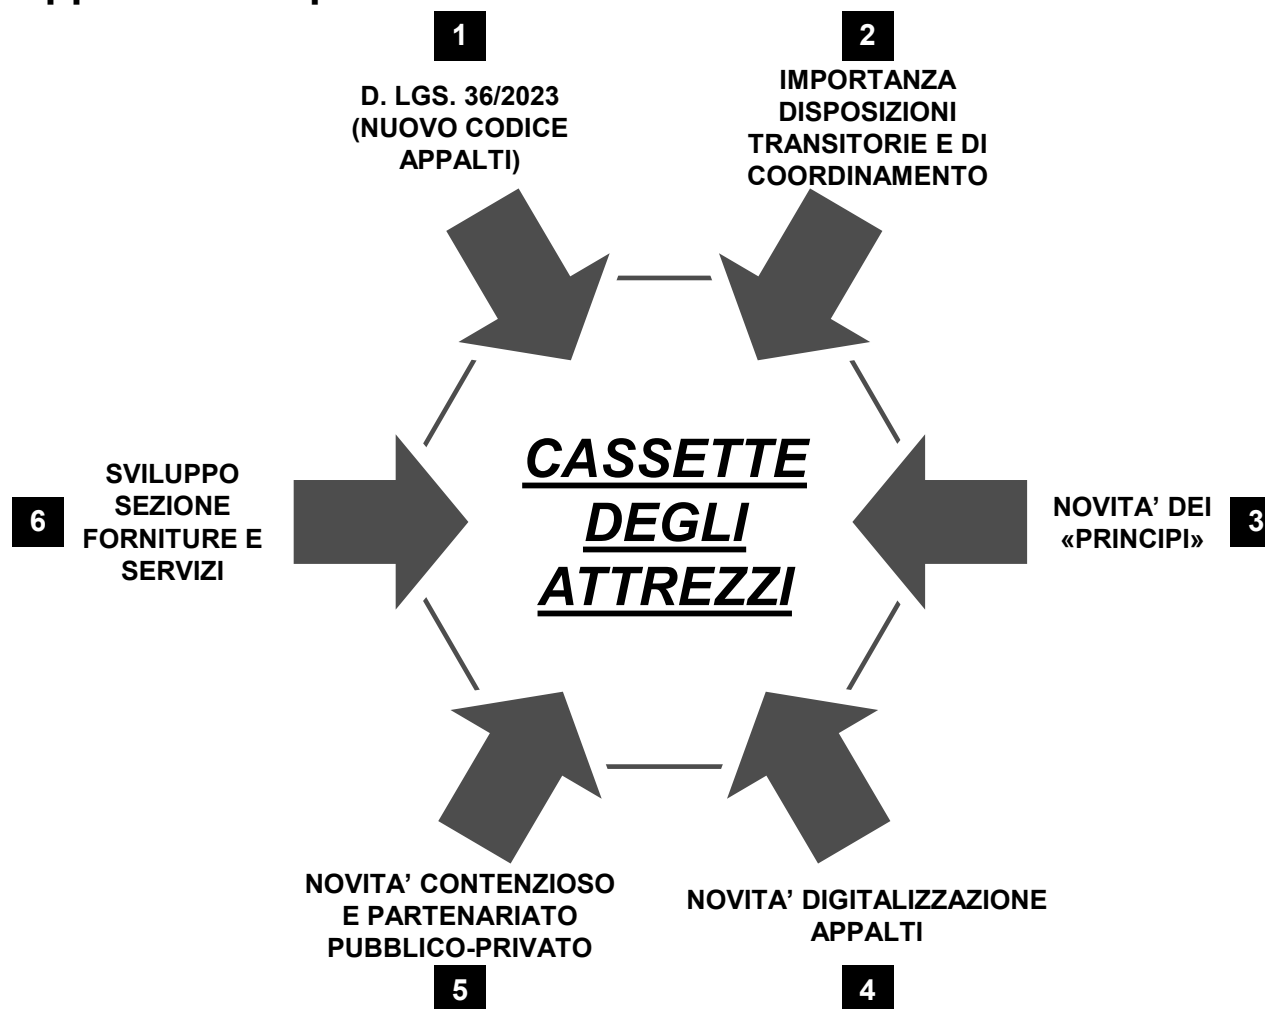 1
D. LGS. 36/2023
(NUOVO CODICE
APPALTI)
2
IMPORTANZA
DISPOSIZIONI
TRANSITORIE E DI
COORDINAMENTO
CASSETTE
DEGLI
ATTREZZI
NOVITA’ DEI
«PRINCIPI»
3
NOVITA’ DIGITALIZZAZIONE
APPALTI
4
NOVITA’ CONTENZIOSO
E PARTENARIATO
PUBBLICO-PRIVATO
5
SVILUPPO
SEZIONE
FORNITURE E
SERVIZI
6